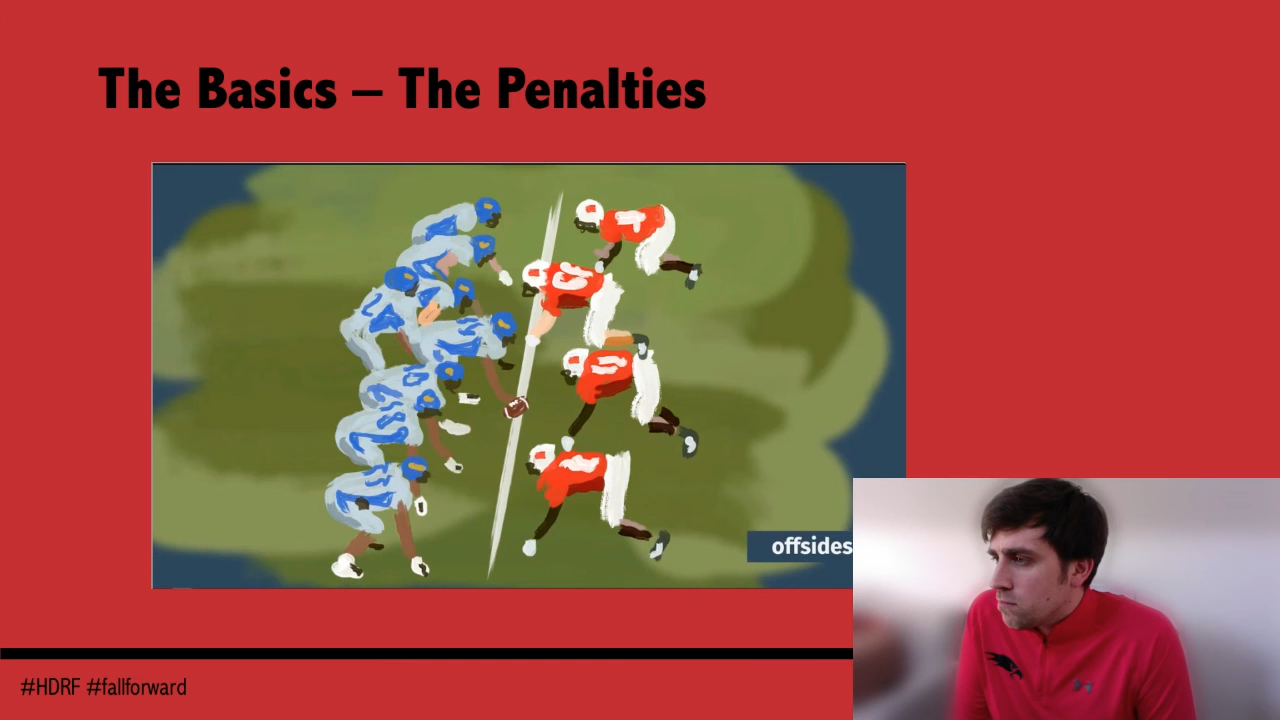 The Basics – The Penalties
offsides
#HDRF #fallforward